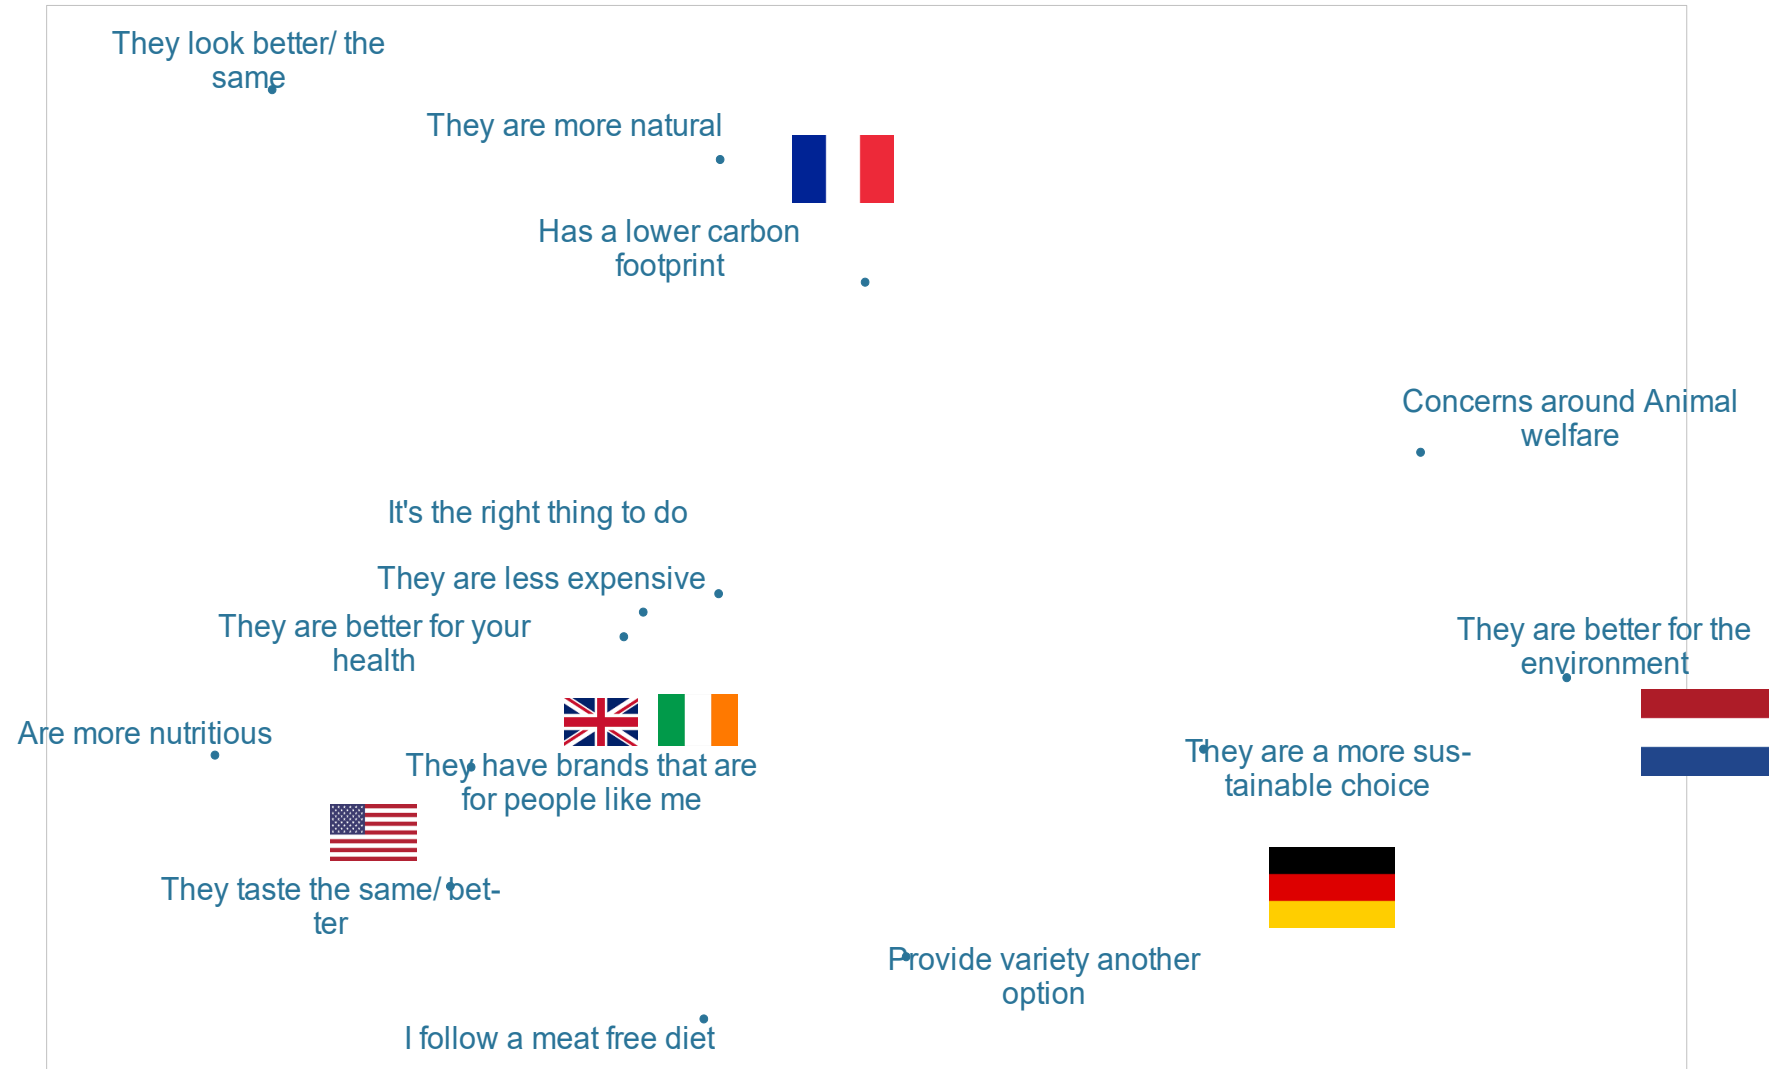 They look better/ the
same
They are more natural
Has a lower carbon
footprint
Concerns around Animal
welfare
It's the right thing to do
They are less expensive
They are better for your
health
They are better for the
environment
Are more nutritious
They have brands that are
for people like me
They are a more sus-
tainable choice
They taste the same/ bet-
ter
Provide variety another
option
I follow a meat free diet